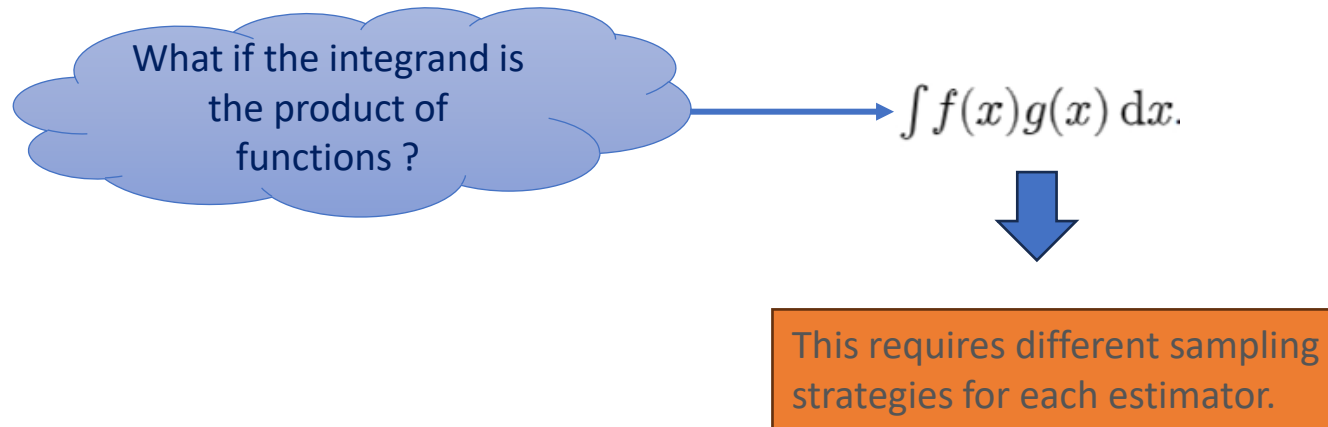 What if the integrand is
the product of
functions ?
∫ f(x)g(x) dx.
This requires different sampling
strategies for each estimator.